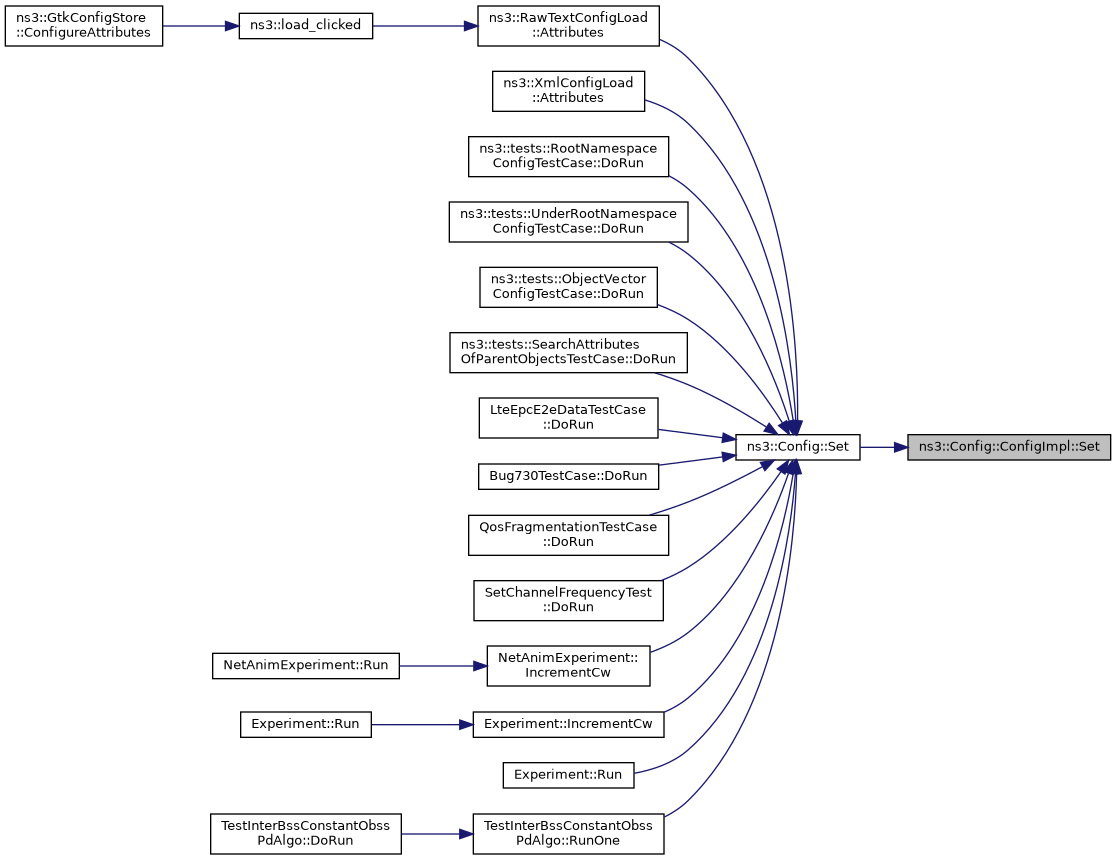 ns3::GtkConfigStore
::ConfigureAttributes
ns3::load_clicked
ns3::RawTextConfigLoad
::Attributes
ns3::XmlConfigLoad
::Attributes
ns3::tests::RootNamespace
ConfigTestCase::DoRun
ns3::tests::UnderRootNamespace
ConfigTestCase::DoRun
ns3::tests::ObjectVector
ConfigTestCase::DoRun
ns3::tests::SearchAttributes
OfParentObjectsTestCase::DoRun
LteEpcE2eDataTestCase
::DoRun
ns3::Config::Set
ns3::Config::ConfigImpl::Set
Bug730TestCase::DoRun
QosFragmentationTestCase
::DoRun
SetChannelFrequencyTest
::DoRun
NetAnimExperiment::Run
NetAnimExperiment::
IncrementCw
Experiment::Run
Experiment::IncrementCw
Experiment::Run
TestInterBssConstantObss
PdAlgo::DoRun
TestInterBssConstantObss
PdAlgo::RunOne